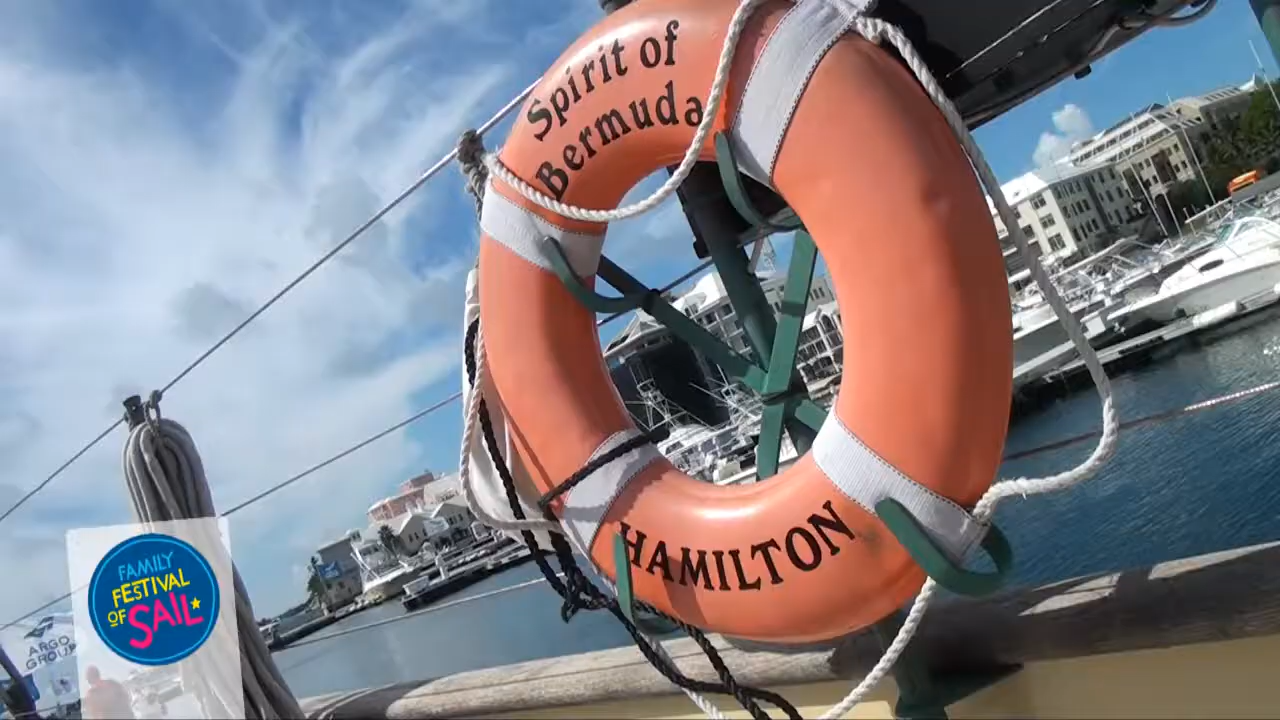 Spirit of
Bermuda
HAMILTON
FAMILY
FESTIVAL
OF SAIL
ARGO
GROUP